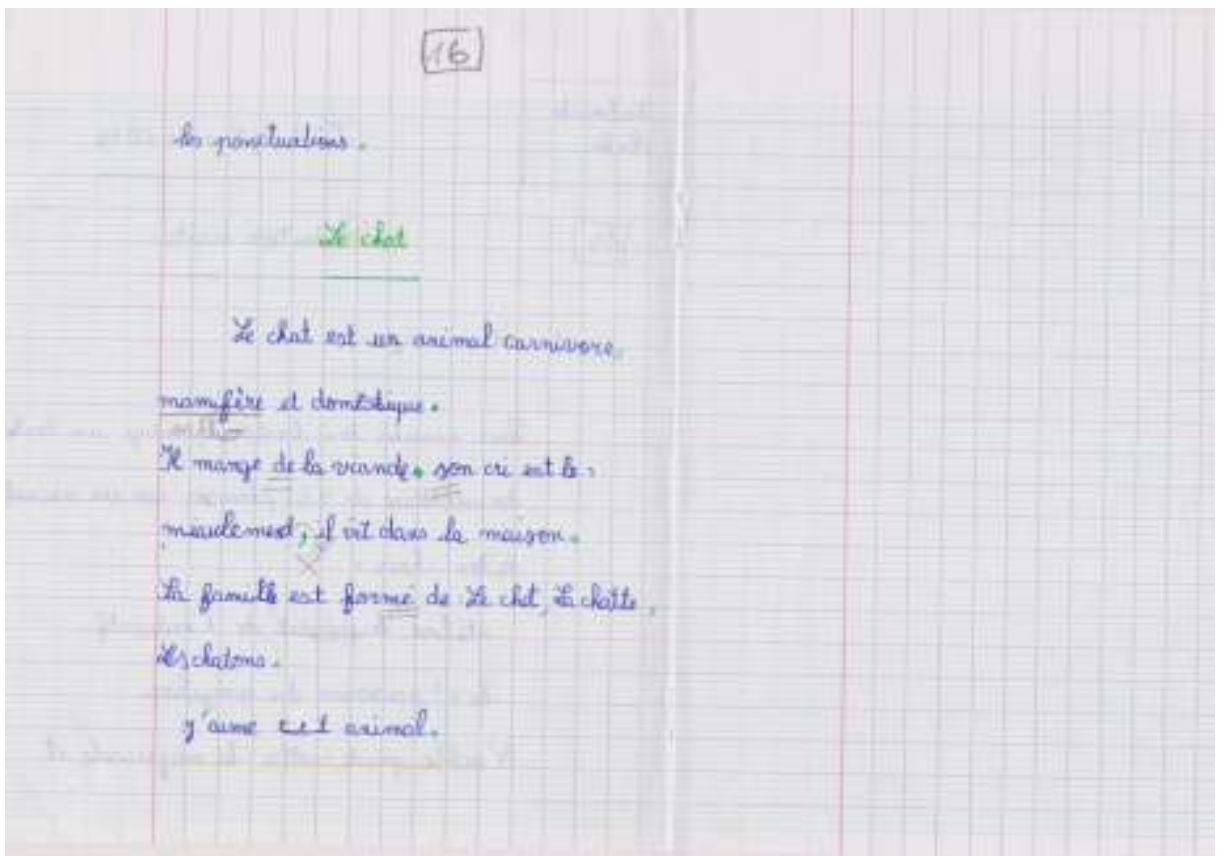 16
les ponctuations.
Le chat
Le chat est un animal carnivore,
mamifère et doméstique.
Il mange de la viande. son cri est le
miaulement, il vit dans la maison.
La famille est formé de Le chat, La chatte,
Les chatons.
j'aime cet animal.